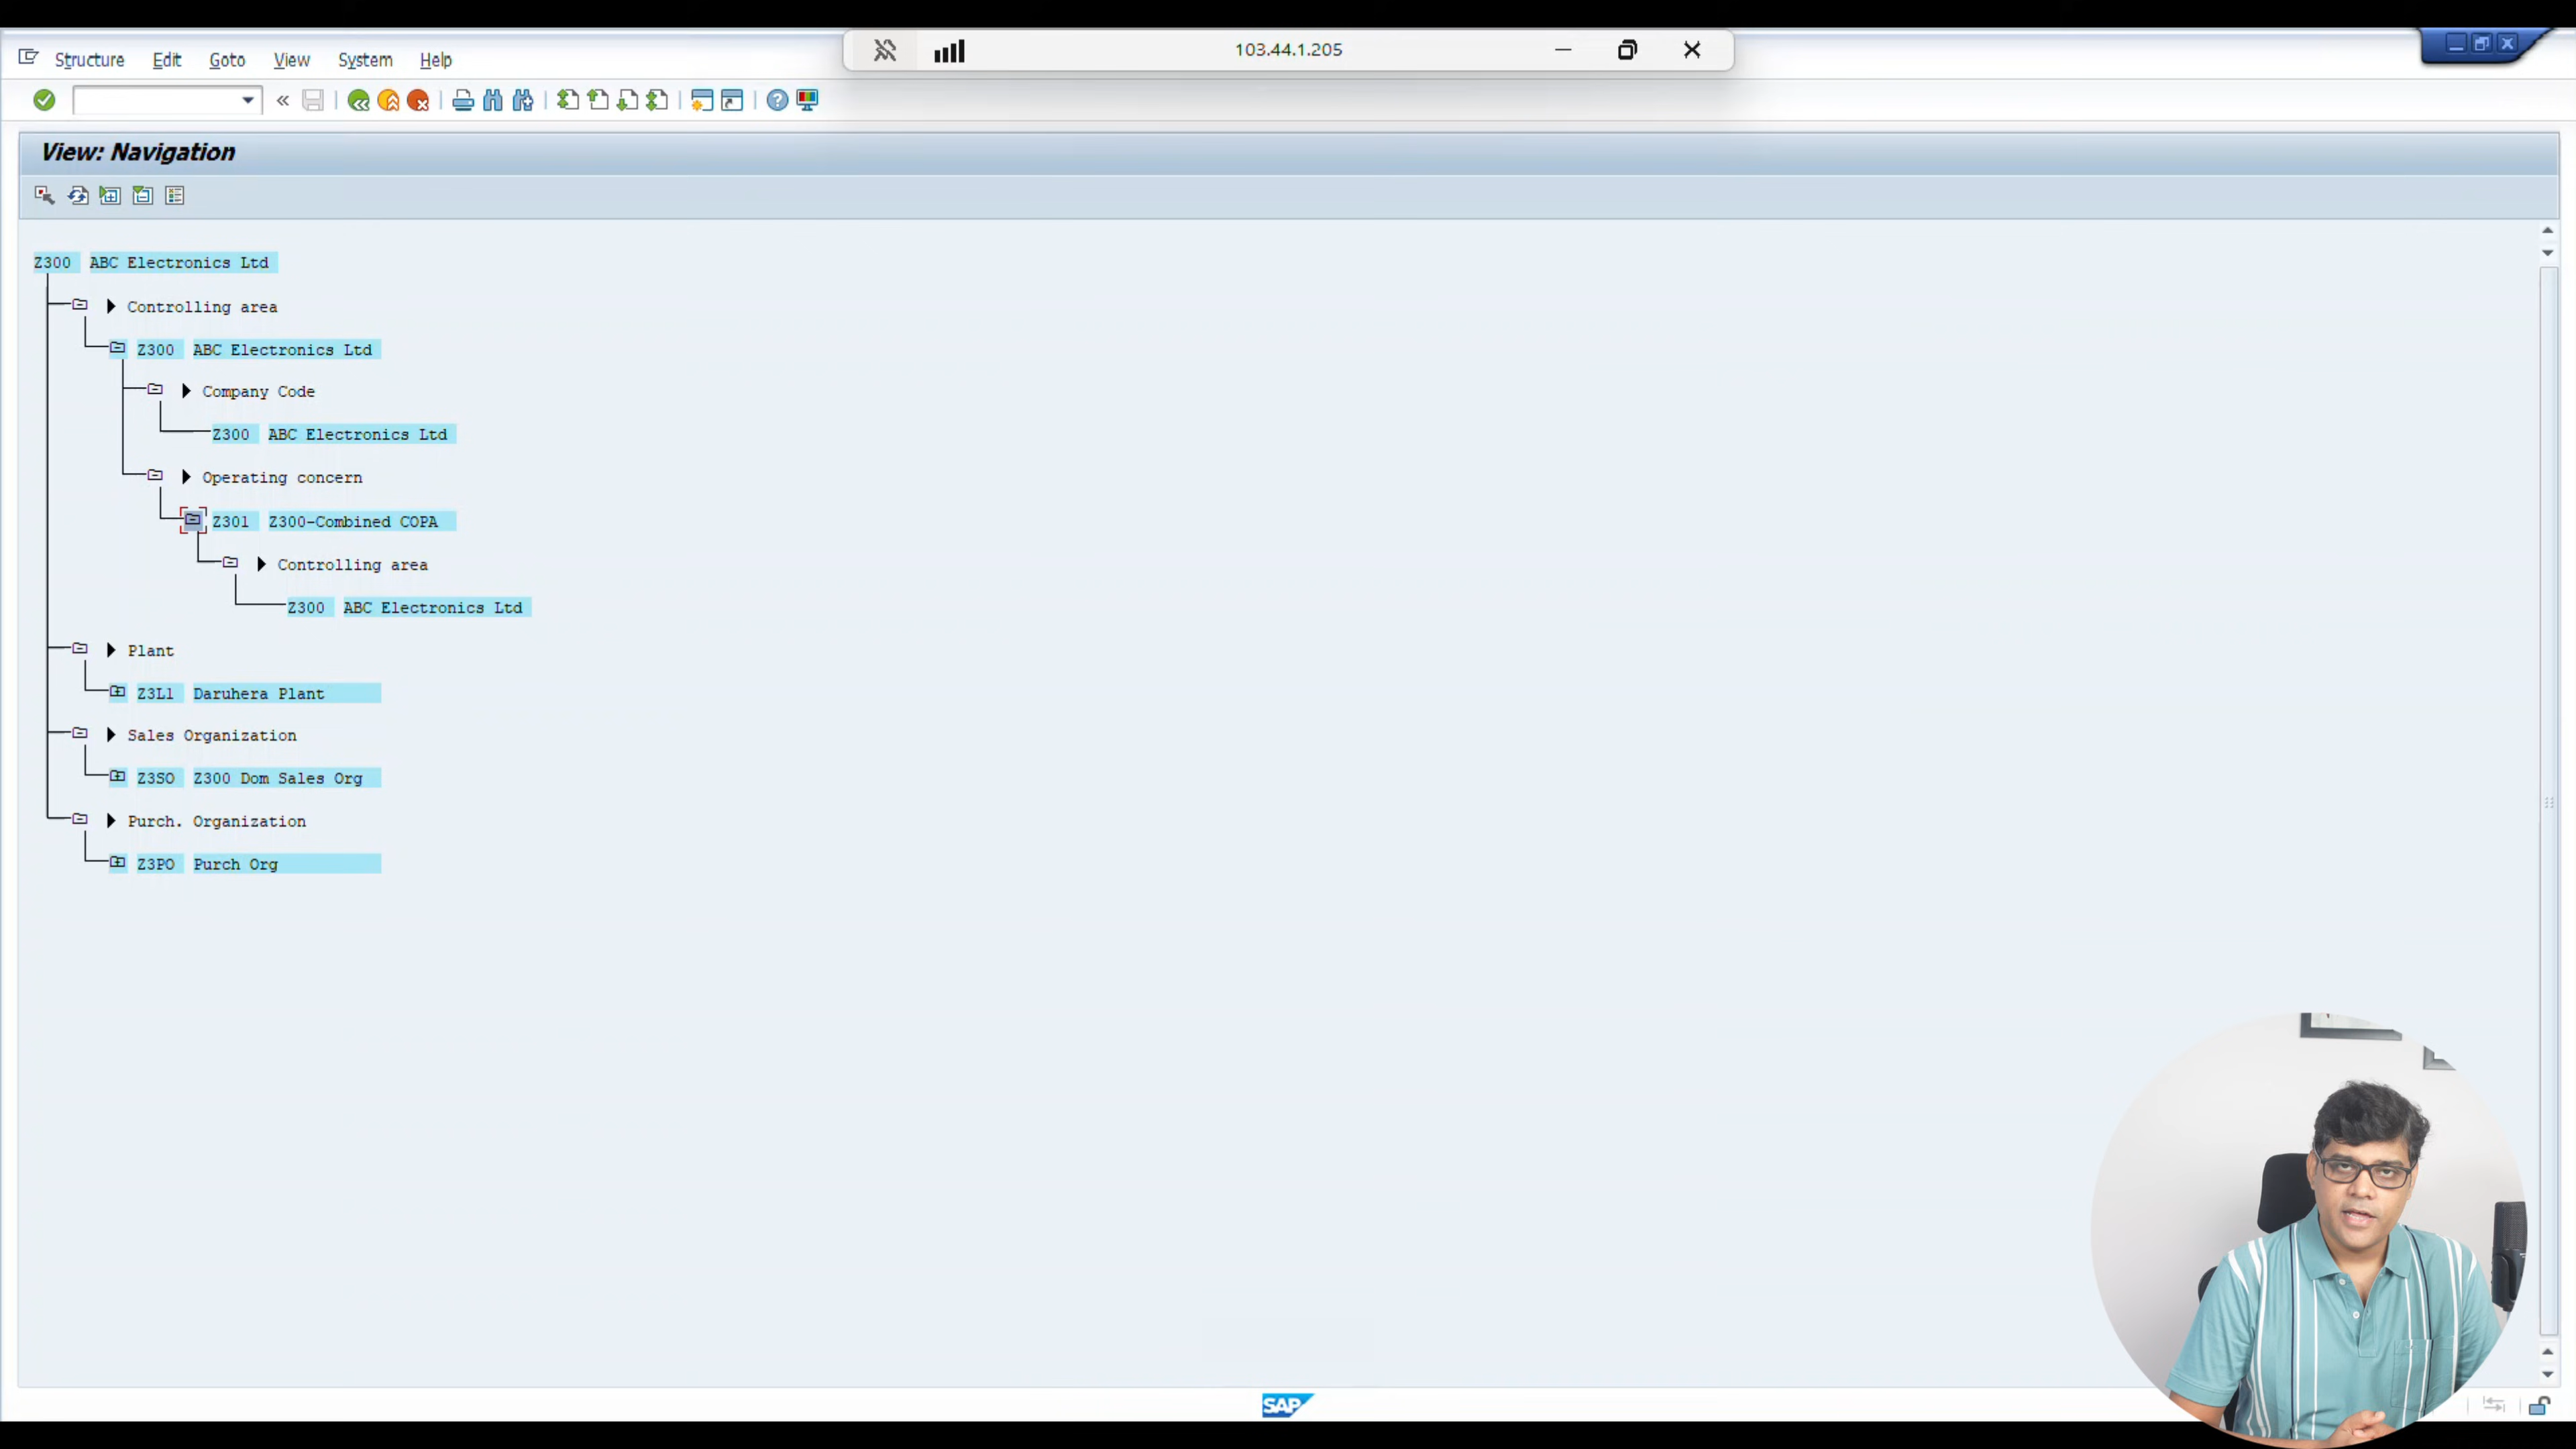 103.44.1.205
Structure Edit Goto View System Help
View: Navigation
Z300 ABC Electronics Ltd
Controlling area
Z300 ABC Electronics Ltd
Company Code
Z300 ABC Electronics Ltd
Operating concern
Z301 Z300-Combined COPA
Controlling area
Z300 ABC Electronics Ltd
Plant
Z3L1 Daruhera Plant
Sales Organization
Z3SO Z300 Dom Sales Org
Purch. Organization
Z3PO Purch Org
SAP